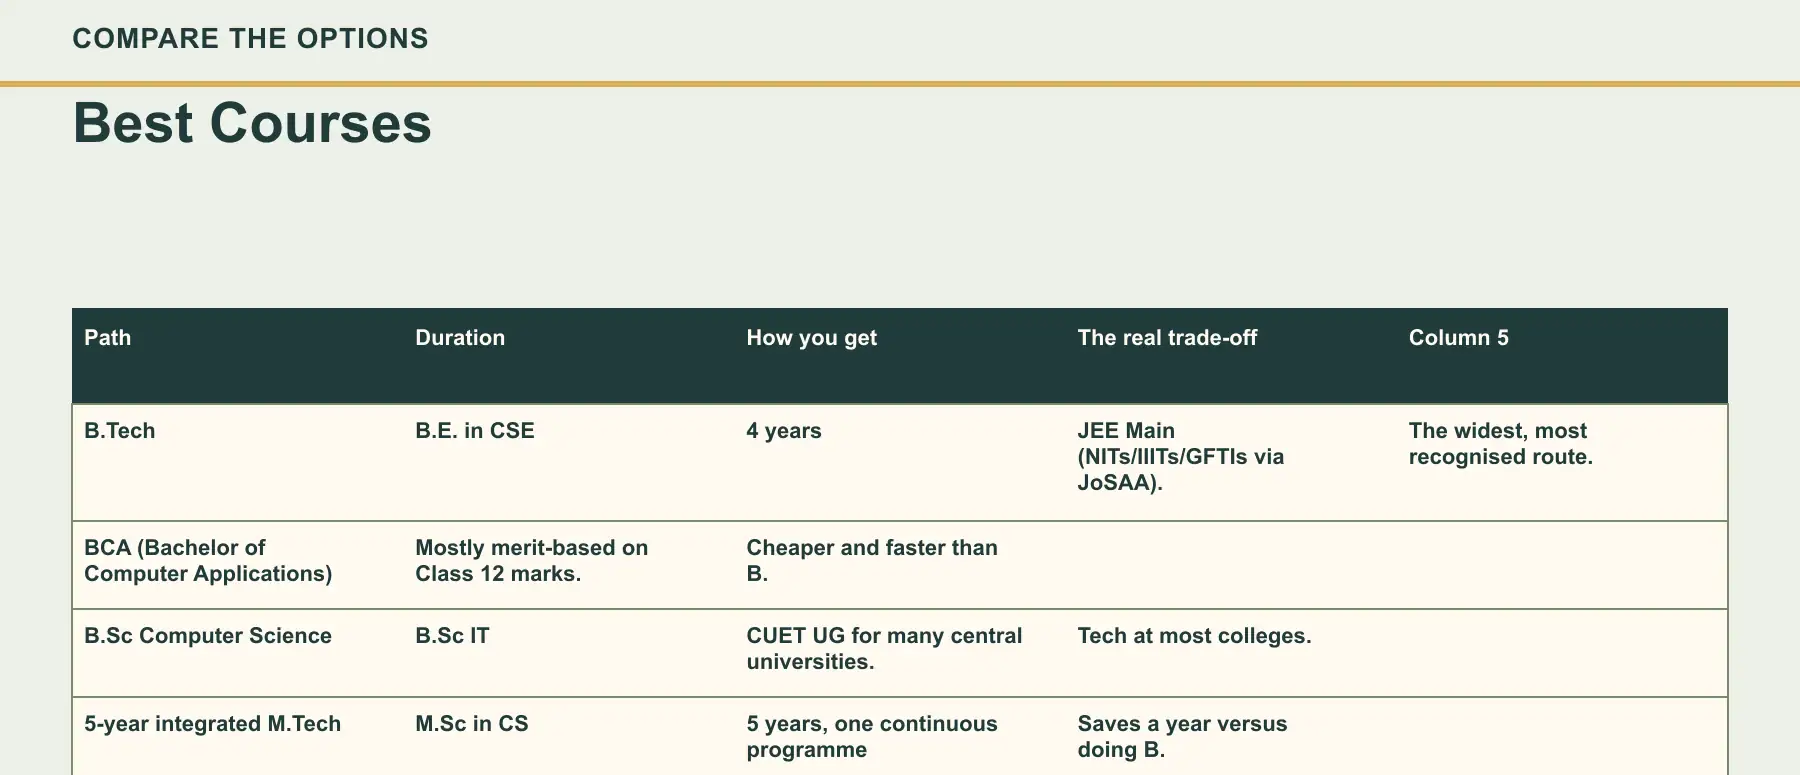 COMPARE THE OPTIONS
Best Courses
Path Duration How you get The real trade-off Column 5
B.Tech B.E. in CSE 4 years JEE Main The widest, most
(NITs/IIITs/GFTIs via recognised route.
JoSAA).
BCA (Bachelor of Mostly merit-based on Cheaper and faster than
Computer Applications) Class 12 marks. B.
B.Sc Computer Science B.Sc IT CUET UG for many central Tech at most colleges.
universities.
5-year integrated M.Tech M.Sc in CS 5 years, one continuous Saves a year versus
programme doing B.